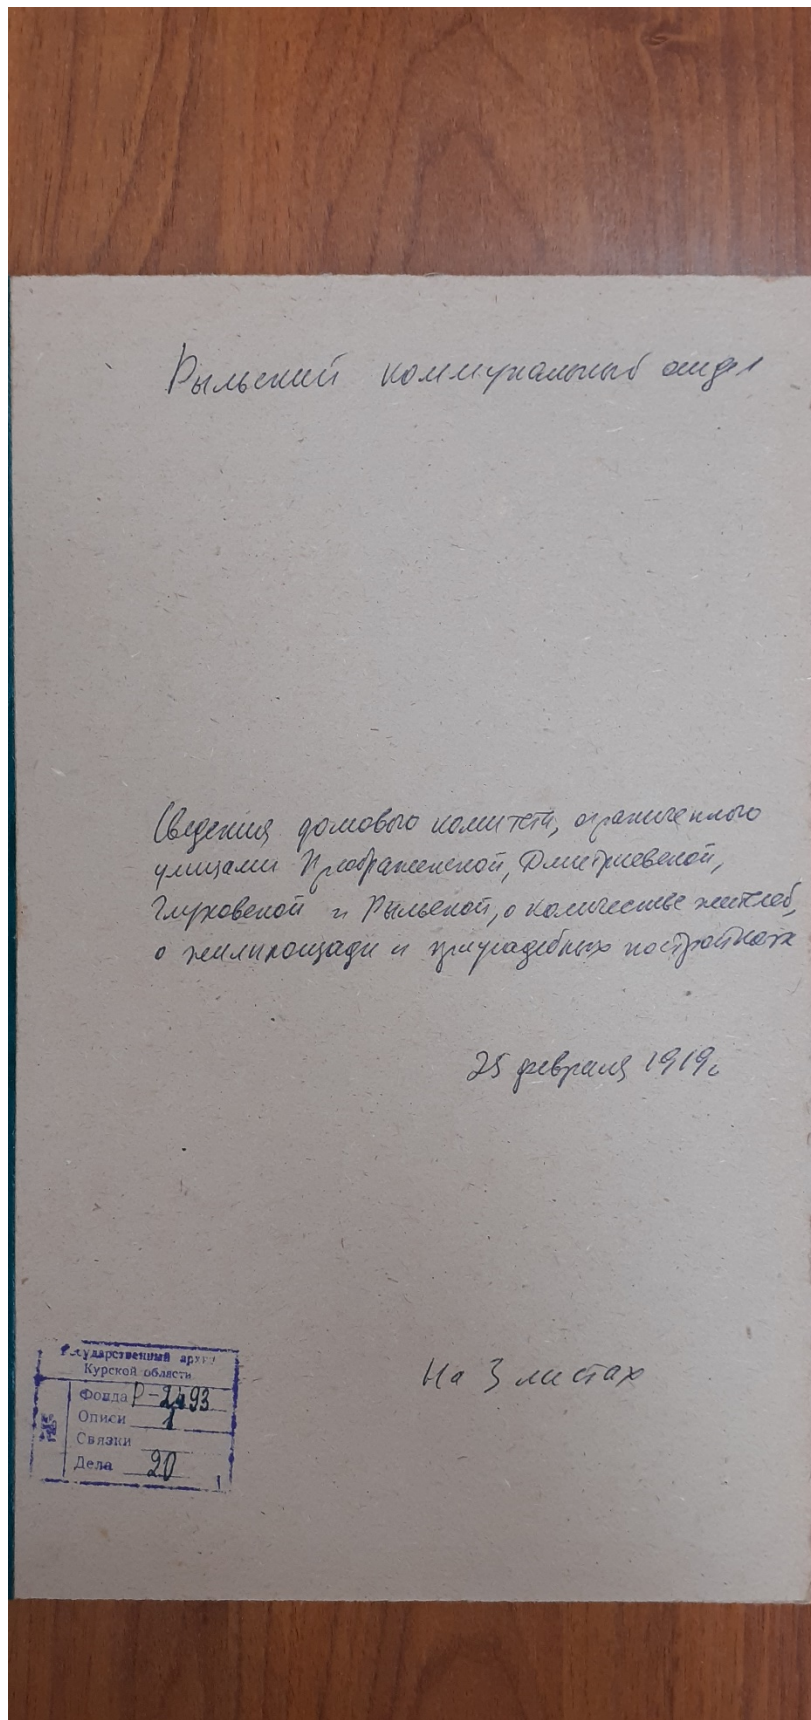 Рыльский коммунальный отдел
Сведения домового комитета, ограниченного
улицами Преображенской, Дмитриевской,
Глуховской и Рыльской, о количестве жителей,
о жилплощади и приусадебных постройках
25 февраля 1919г.
На 3 листах
Государственный архив
Курской области
Фонда Р-2493
Описи 1
Связки
Дела 20